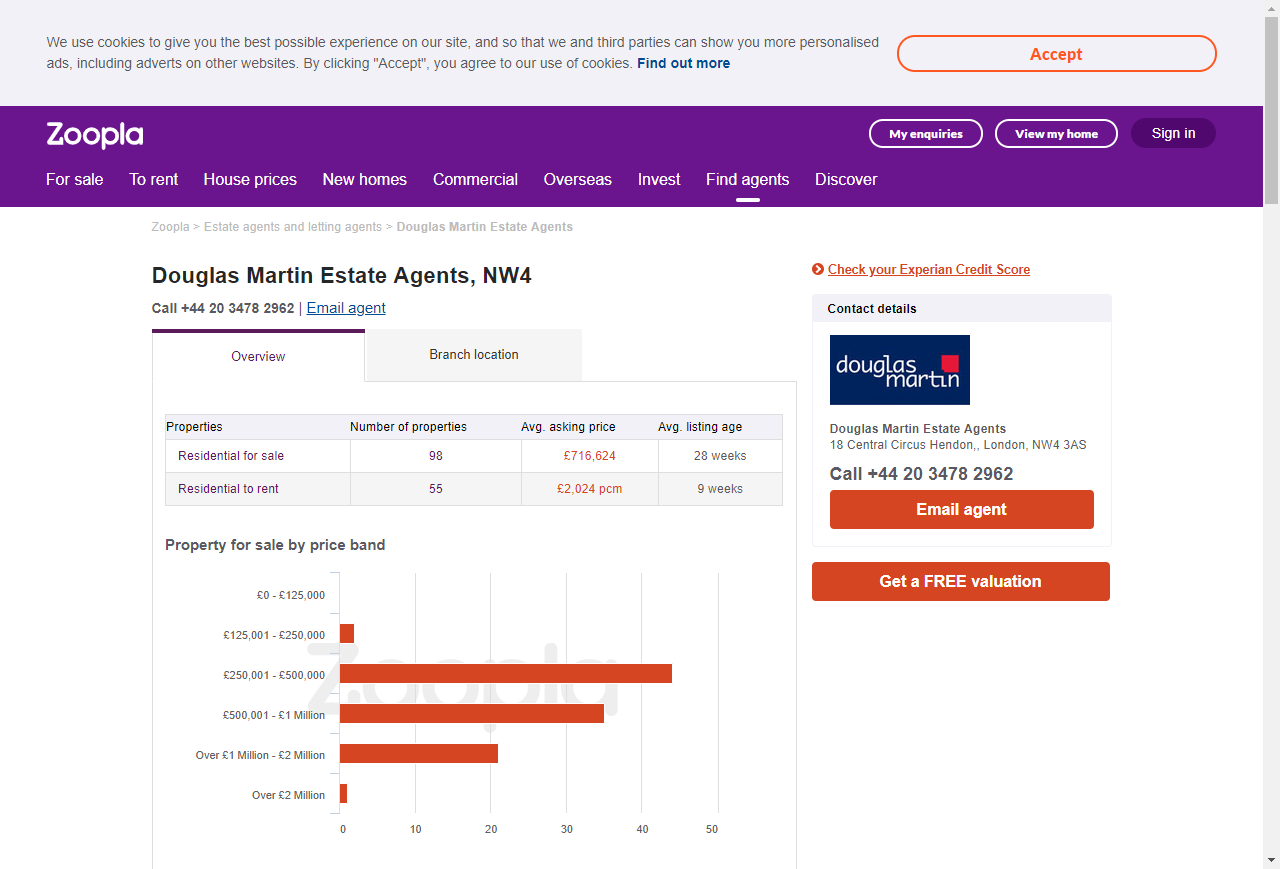 We use cookies to give you the best possible experience on our site, and so that we and third parties can show you more personalised
ads, including adverts on other websites. By clicking "Accept", you agree to our use of cookies. Find out more
Accept
Zoopla
My enquiries
View my home
Sign in
For sale To rent House prices New homes Commercial Overseas Invest Find agents Discover
Zoopla > Estate agents and letting agents > Douglas Martin Estate Agents
Douglas Martin Estate Agents, NW4
Call +44 20 3478 2962 | Email agent
Overview
Branch location
Properties Number of properties Avg. asking price Avg. listing age
Residential for sale 98 £716,624 28 weeks
Residential to rent 55 £2,024 pcm 9 weeks
Property for sale by price band
£0 - £125,000
£125,001 - £250,000
£250,001 - £500,000
£500,001 - £1 Million
Over £1 Million - £2 Million
Over £2 Million
0 10 20 30 40 50
Zoopla
Check your Experian Credit Score
Contact details
douglas
martin
Douglas Martin Estate Agents
18 Central Circus Hendon,, London, NW4 3AS
Call +44 20 3478 2962
Email agent
Get a FREE valuation